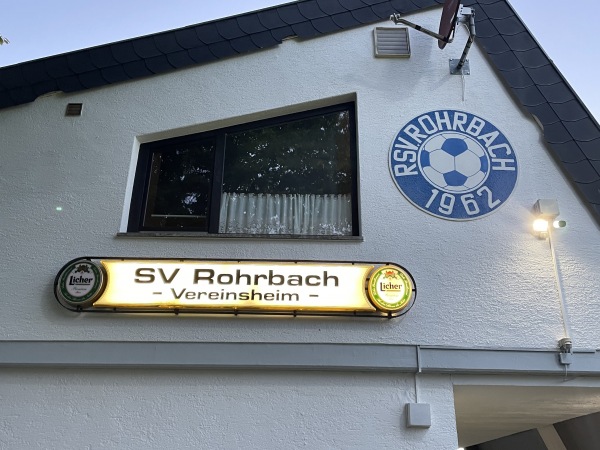 RSV ROHRBACH
1962
SV Rohrbach
- Vereinsheim -
Licher
Licher